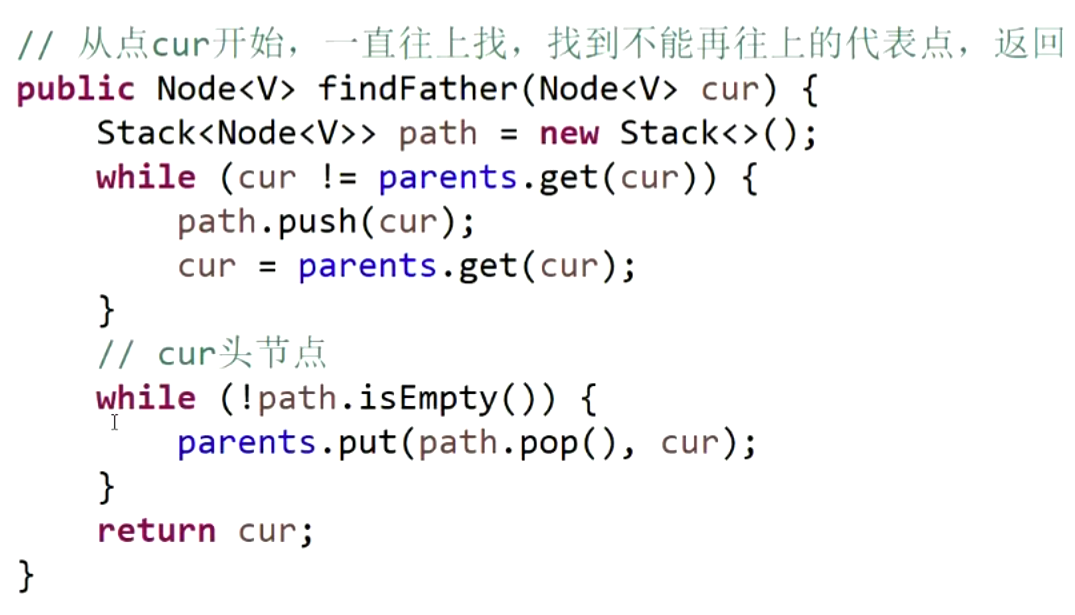 // 从点cur开始，一直往上找，找到不能再往上的代表点，返回
public Node<V> findFather(Node<V> cur) {
    Stack<Node<V>> path = new Stack<>();
    while (cur != parents.get(cur)) {
        path.push(cur);
        cur = parents.get(cur);
    }
    // cur头节点
    while (!path.isEmpty()) {
        parents.put(path.pop(), cur);
    }
    return cur;
}